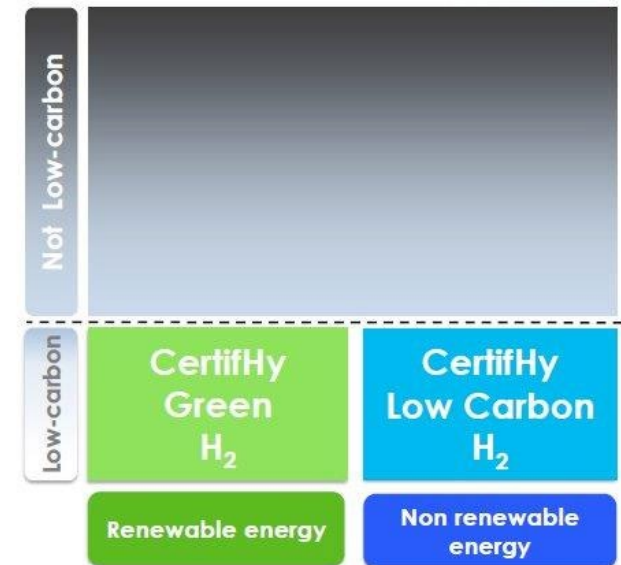 Not Low-carbon
Low-carbon
CertifHy
Green
H₂
CertifHy
Low Carbon
H₂
Renewable energy
Non renewable
energy